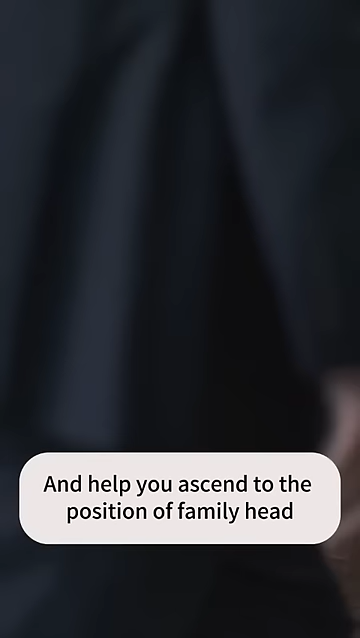 And help you ascend to the
position of family head